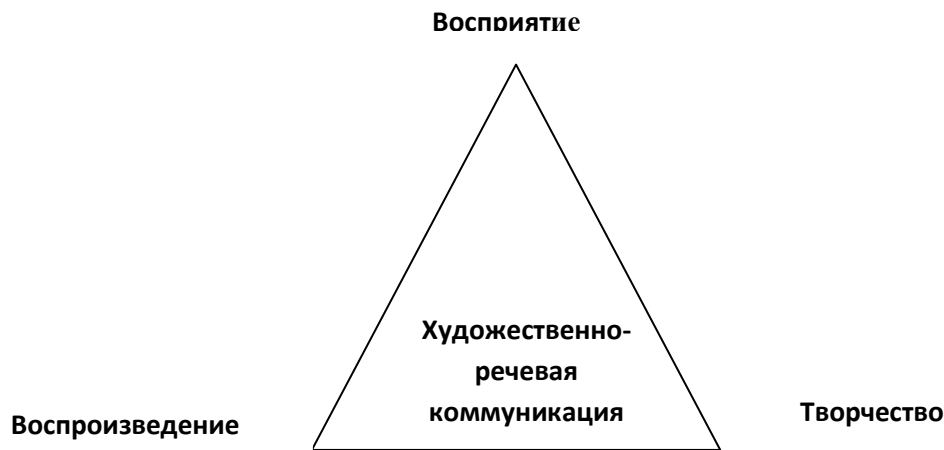 Восприятие
Художественно-
речевая
коммуникация
Воспроизведение
Творчество